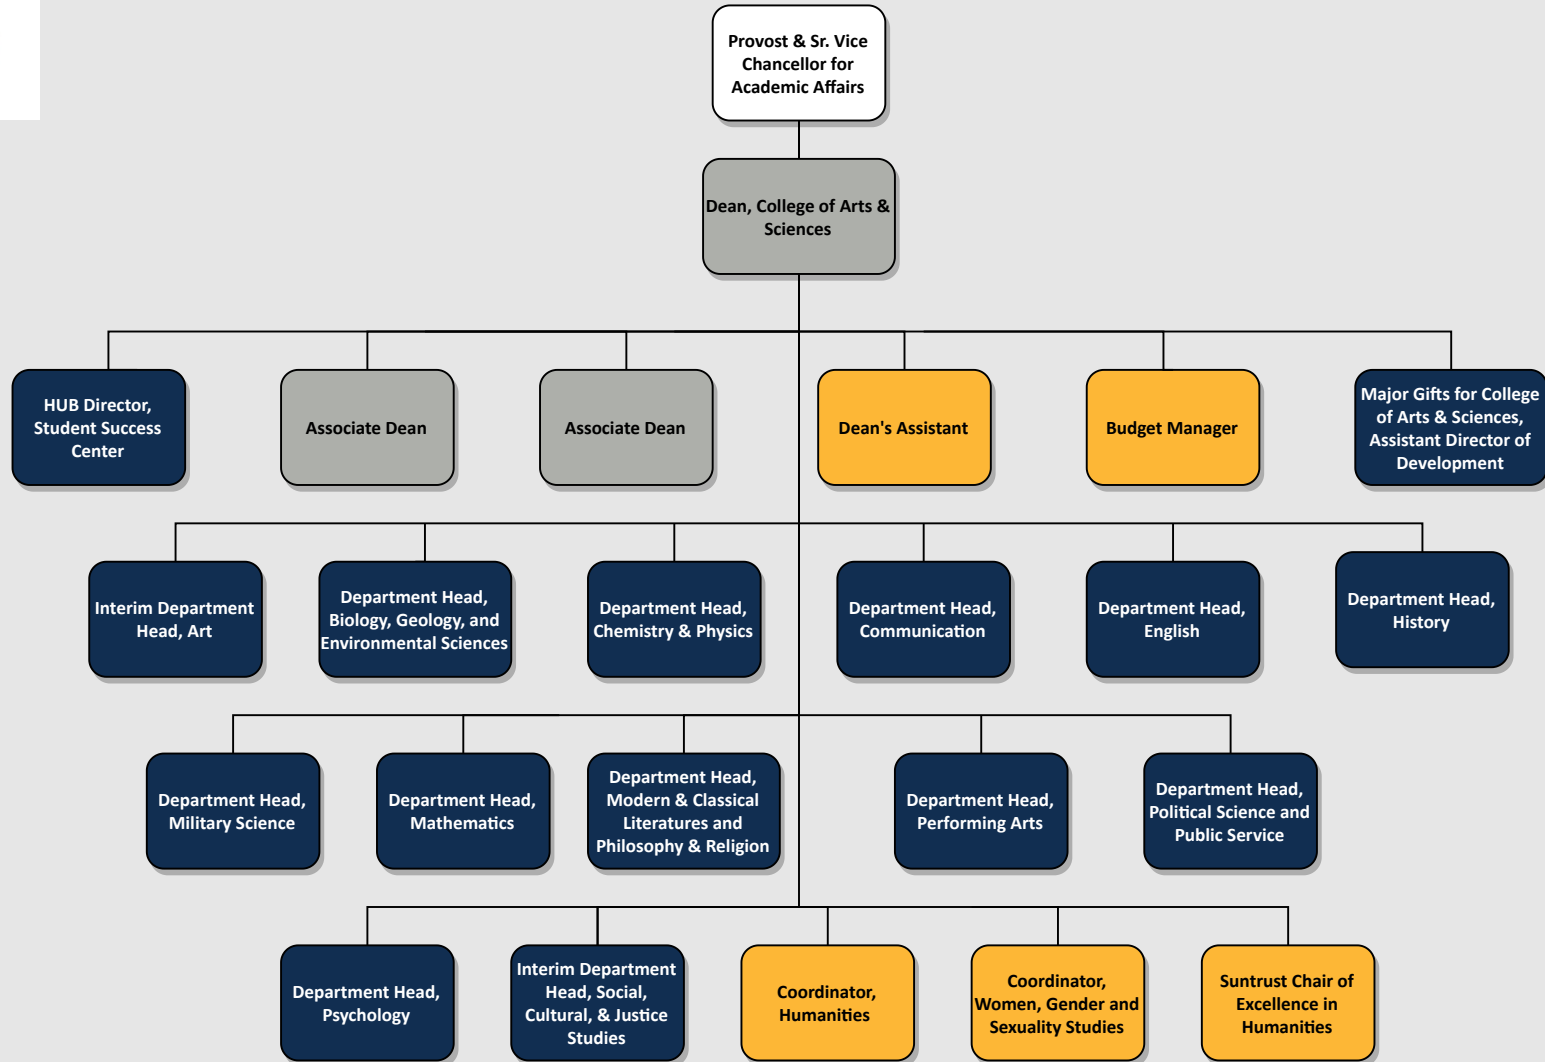 Provost & Sr. Vice
Chancellor for
Academic Affairs
Dean, College of Arts &
Sciences
HUB Director,
Student Success
Center
Associate Dean
Associate Dean
Dean's Assistant
Budget Manager
Major Gifts for College
of Arts & Sciences,
Assistant Director of
Development
Interim Department
Head, Art
Department Head,
Biology, Geology, and
Environmental Sciences
Department Head,
Chemistry & Physics
Department Head,
Communication
Department Head,
English
Department Head,
History
Department Head,
Military Science
Department Head,
Mathematics
Department Head,
Modern & Classical
Literatures and
Philosophy & Religion
Department Head,
Performing Arts
Department Head,
Political Science and
Public Service
Department Head,
Psychology
Interim Department
Head, Social,
Cultural, & Justice
Studies
Coordinator,
Humanities
Coordinator,
Women, Gender and
Sexuality Studies
Suntrust Chair of
Excellence in
Humanities